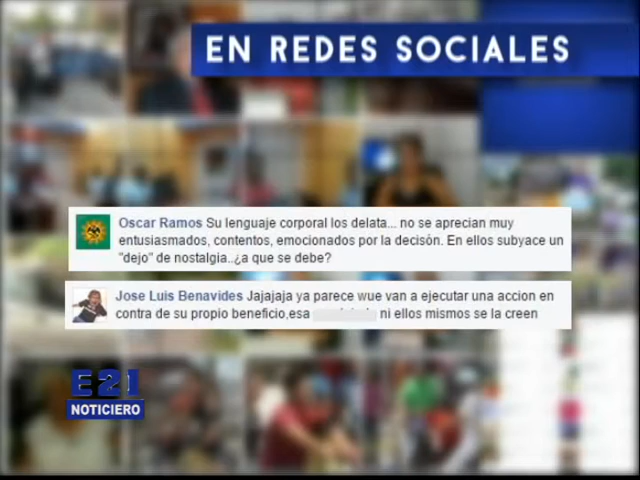 EN REDES SOCIALES
Oscar Ramos Su lenguaje corporal los delata... no se aprecian muy
entusiasmados, contentos, emocionados por la decisón. En ellos subyace un
"dejo" de nostalgia..¿a que se debe?
Jose Luis Benavides Jajajaja ya parece wue van a ejecutar una accion en
contra de su propio beneficio,esa ni ellos mismos se la creen
E21
NOTICIERO